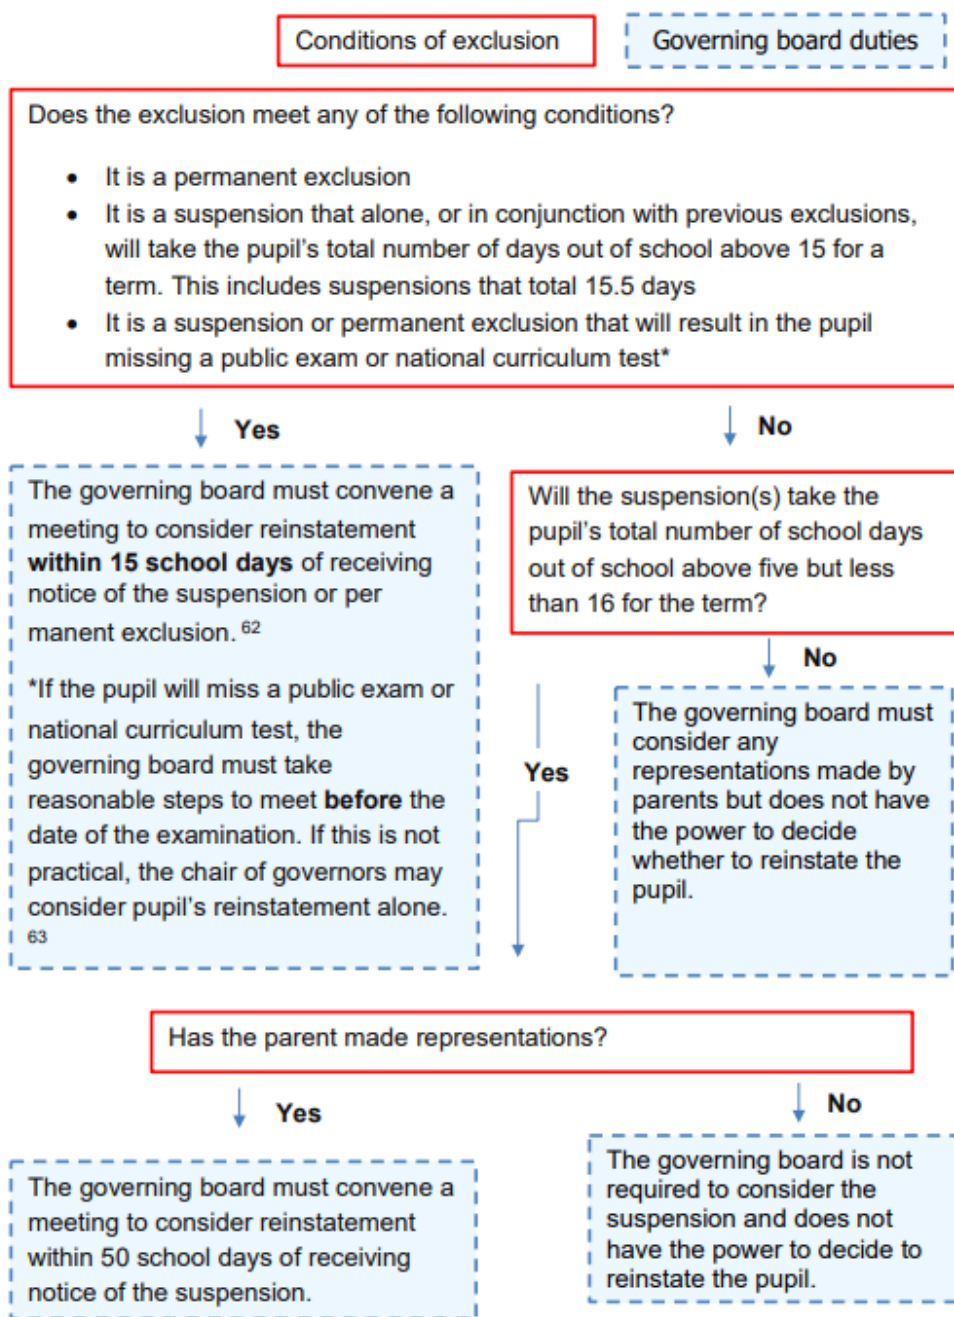 Conditions of exclusion
Governing board duties
Does the exclusion meet any of the following conditions?
• It is a permanent exclusion
• It is a suspension that alone, or in conjunction with previous exclusions,
will take the pupil's total number of days out of school above 15 for a
term. This includes suspensions that total 15.5 days
• It is a suspension or permanent exclusion that will result in the pupil
missing a public exam or national curriculum test*
Yes
No
The governing board must convene a
meeting to consider reinstatement
within 15 school days of receiving
notice of the suspension or per
manent exclusion. 62
*If the pupil will miss a public exam or
national curriculum test, the
governing board must take
reasonable steps to meet before the
date of the examination. If this is not
practical, the chair of governors may
consider pupil's reinstatement alone.
63
Will the suspension(s) take the
pupil's total number of school days
out of school above five but less
than 16 for the term?
No
Yes
The governing board must
consider any
representations made by
parents but does not have
the power to decide
whether to reinstate the
pupil.
Has the parent made representations?
Yes
No
The governing board must convene a
meeting to consider reinstatement
within 50 school days of receiving
notice of the suspension.
The governing board is not
required to consider the
suspension and does not
have the power to decide to
reinstate the pupil.